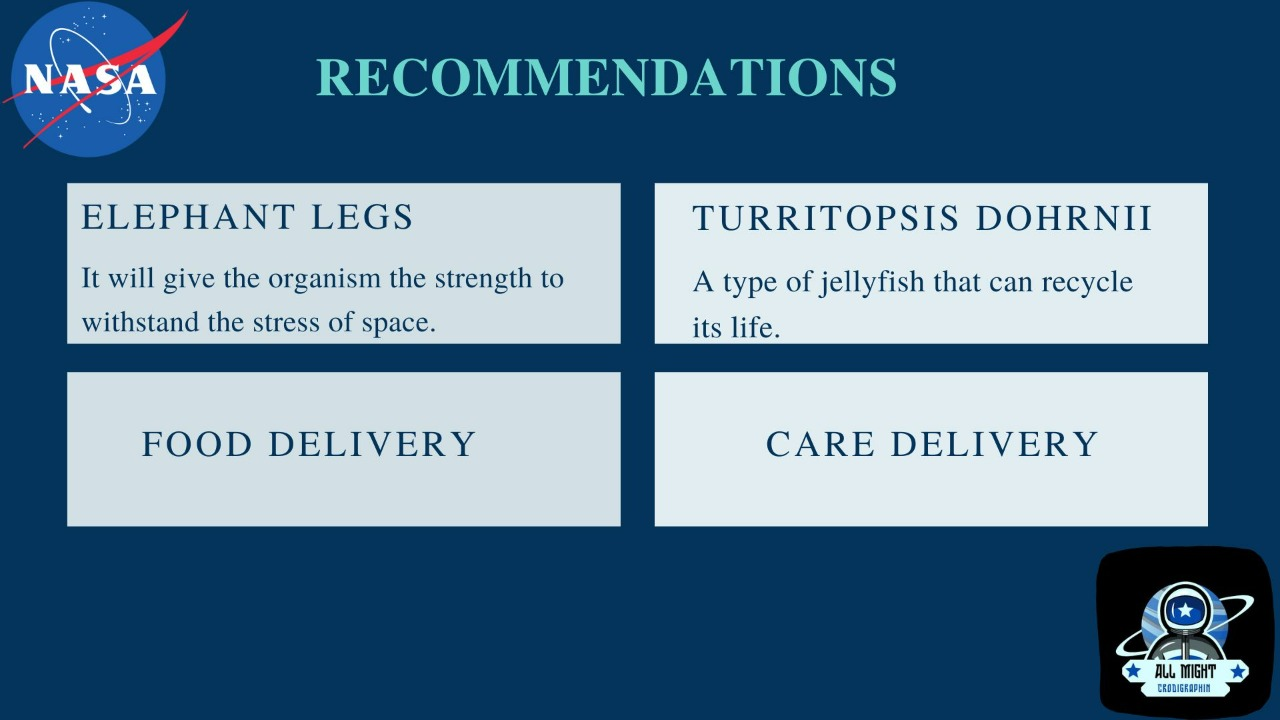 NASA
RECOMMENDATIONS
ELEPHANT LEGS
It will give the organism the strength to
withstand the stress of space.
TURRITOPSIS DOHRNII
A type of jellyfish that can recycle
its life.
FOOD DELIVERY
CARE DELIVERY
ALL MIGHT
CRODIGRAPHIN